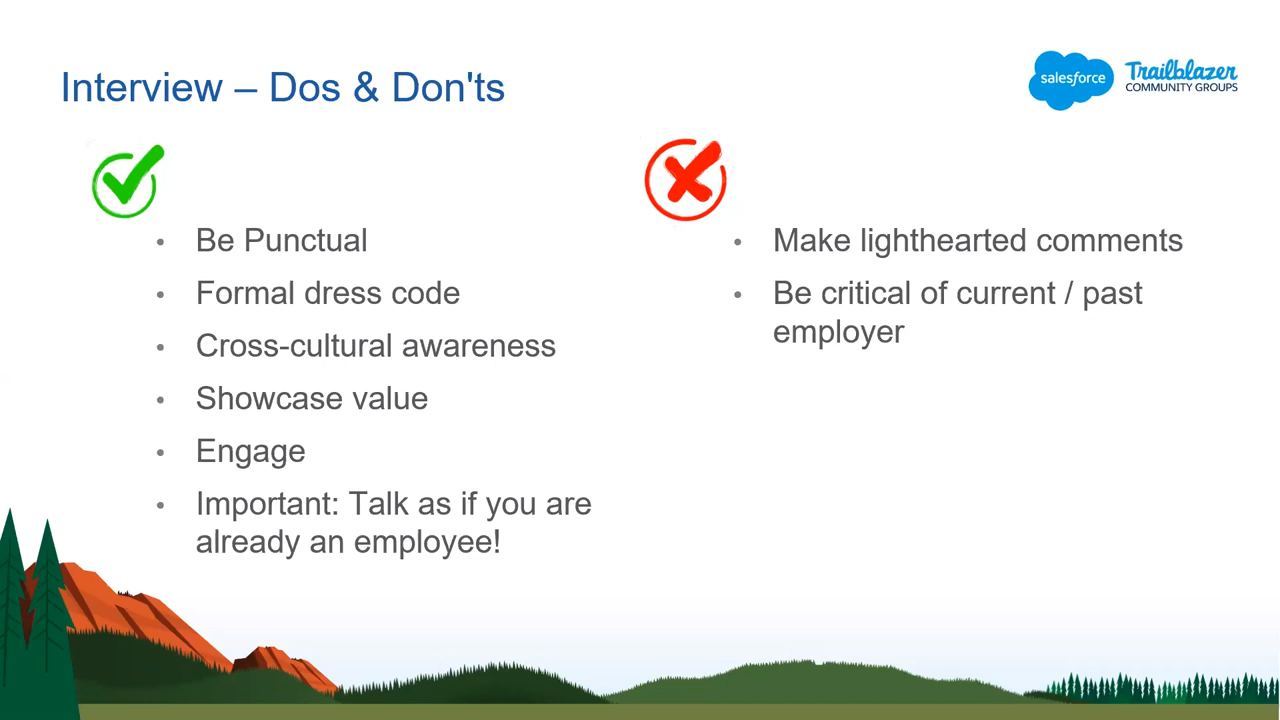 Interview – Dos & Don'ts
salesforce
Trailblazer
COMMUNITY GROUPS
• Be Punctual
• Formal dress code
• Cross-cultural awareness
• Showcase value
• Engage
• Important: Talk as if you are
already an employee!
• Make lighthearted comments
• Be critical of current / past
employer